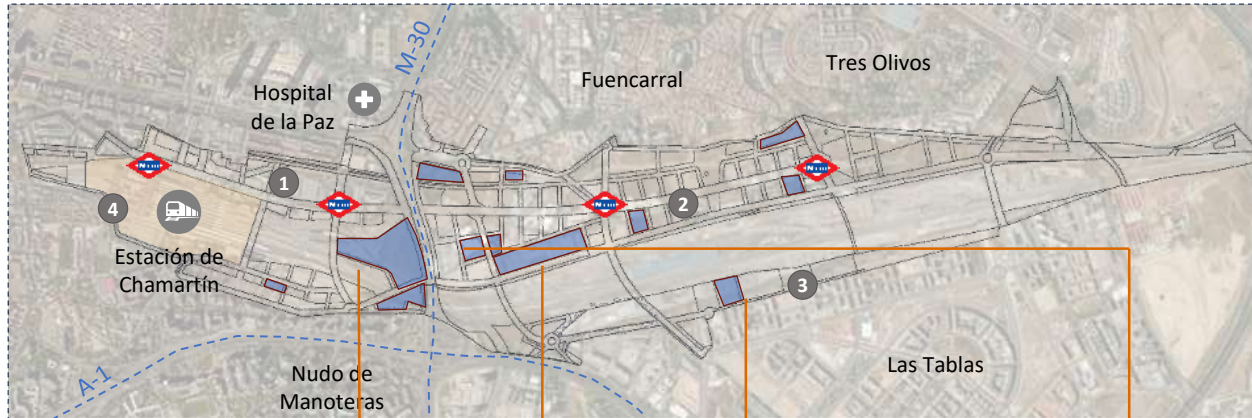 M-30
Tres Olivos
Fuencarral
Hospital
de la Paz
1
2
4
Estación de
Chamartín
3
A-1
Nudo de
Manoteras
Las Tablas